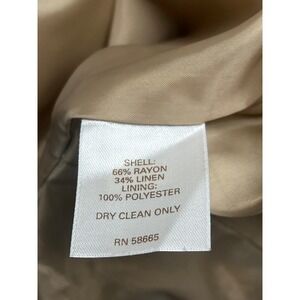 SHELL:
66% RAYON
34% LINEN
LINING:
100% POLYESTER
DRY CLEAN ONLY
RN 58665